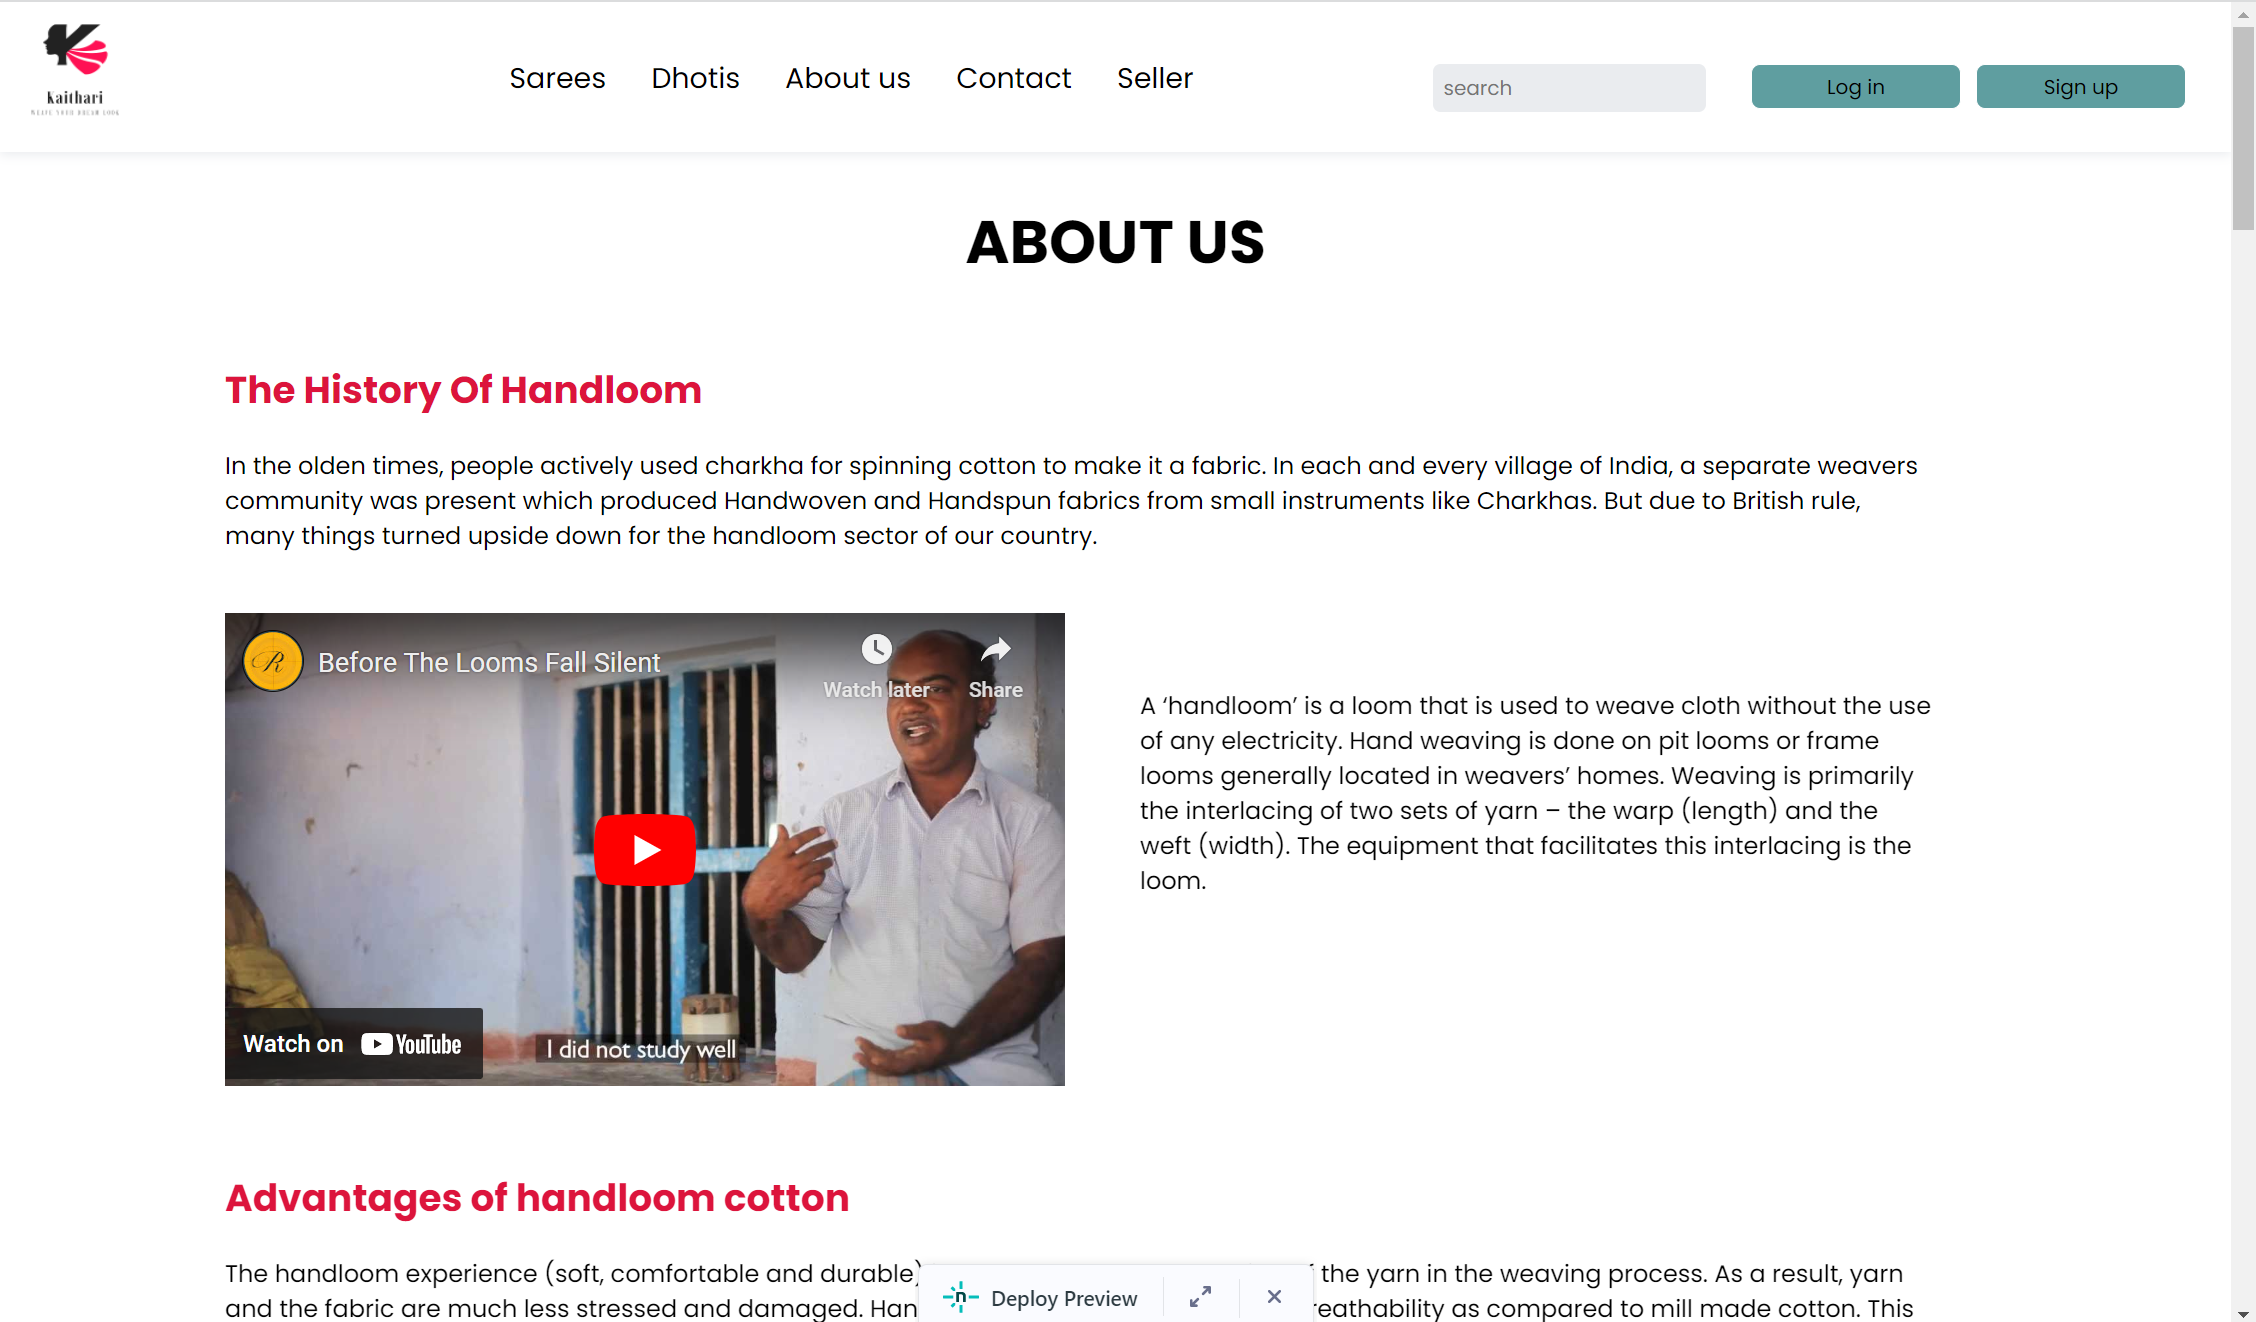 Kaithari
WEAVE YOUR DREAM LOOK
Sarees
Dhotis
About us
Contact
Seller
search
Log in
Sign up
ABOUT US
The History Of Handloom
In the olden times, people actively used charkha for spinning cotton to make it a fabric. In each and every village of India, a separate weavers
community was present which produced Handwoven and Handspun fabrics from small instruments like Charkhas. But due to British rule,
many things turned upside down for the handloom sector of our country.
R
Before The Looms Fall Silent
Watch later
Share
Watch on YouTube
I did not study well
A ‘handloom’ is a loom that is used to weave cloth without the use
of any electricity. Hand weaving is done on pit looms or frame
looms generally located in weavers’ homes. Weaving is primarily
the interlacing of two sets of yarn – the warp (length) and the
weft (width). The equipment that facilitates this interlacing is the
loom.
Advantages of handloom cotton
The handloom experience (soft, comfortable and durable) the yarn in the weaving process. As a result, yarn
and the fabric are much less stressed and damaged. Han reathability as compared to mill made cotton. This
n
Deploy Preview